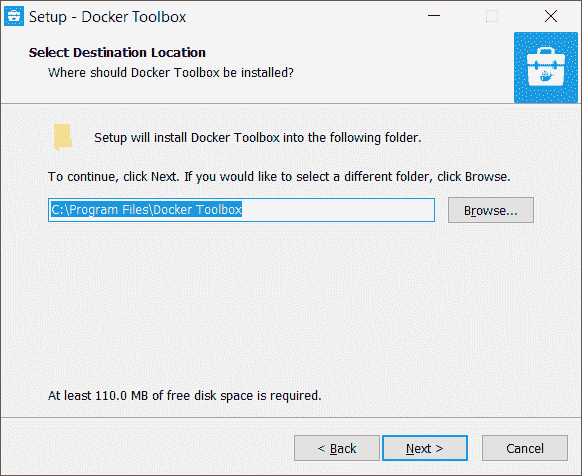 Setup - Docker Toolbox
Select Destination Location
Where should Docker Toolbox be installed?
Setup will install Docker Toolbox into the following folder.
To continue, click Next. If you would like to select a different folder, click Browse.
C:\Program Files\Docker Toolbox
Browse...
At least 110.0 MB of free disk space is required.
< Back
Next >
Cancel